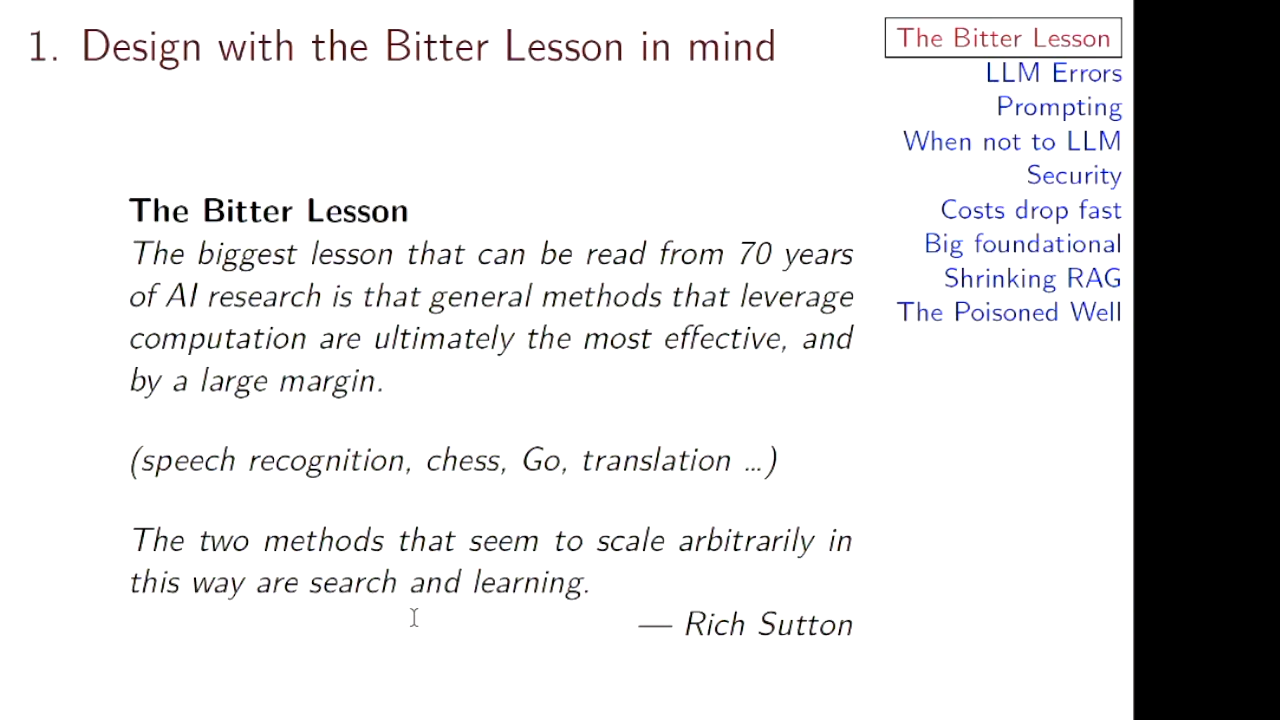 1. Design with the Bitter Lesson in mind
The Bitter Lesson
The biggest lesson that can be read from 70 years
of AI research is that general methods that leverage
computation are ultimately the most effective, and
by a large margin.
(speech recognition, chess, Go, translation …)
The two methods that seem to scale arbitrarily in
this way are search and learning.
— Rich Sutton
The Bitter Lesson
LLM Errors
Prompting
When not to LLM
Security
Costs drop fast
Big foundational
Shrinking RAG
The Poisoned Well